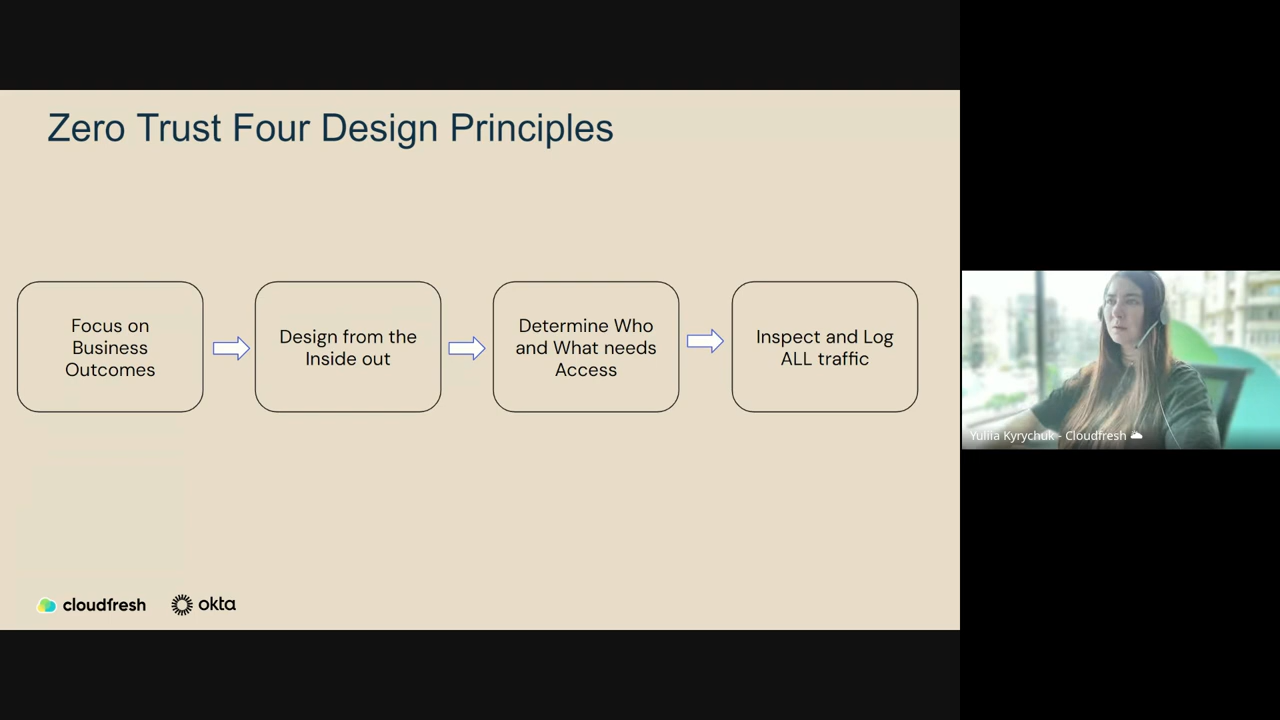 Zero Trust Four Design Principles
Focus on
Business
Outcomes
Design from the
Inside out
Determine Who
and What needs
Access
Inspect and Log
ALL traffic
cloudfresh
okta
Yuliia Kyrychuk - Cloudfresh